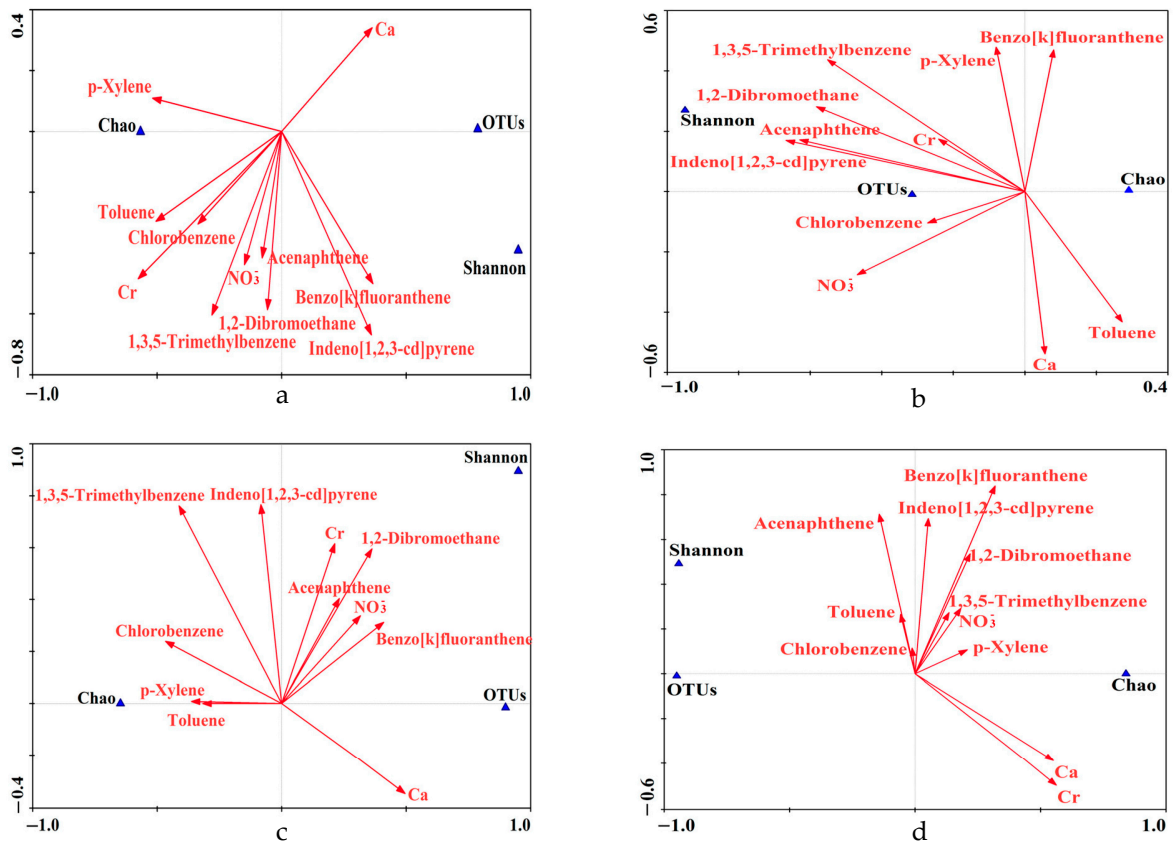 0.4
Ca
p-Xylene
Chao
OTUs
Toluene
Chlorobenzene
Acenaphthene
Shannon
NO₃⁻
Cr
Benzo[k]fluoranthene
1,2-Dibromoethane
1,3,5-Trimethylbenzene
Indeno[1,2,3-cd]pyrene
−0.8
−1.0
1.0
a
0.6
Benzo[k]fluoranthene
1,3,5-Trimethylbenzene
p-Xylene
1,2-Dibromoethane
Shannon
Acenaphthene
Cr
Indeno[1,2,3-cd]pyrene
Chao
OTUs
Chlorobenzene
NO₃⁻
Toluene
Ca
−0.6
−1.0
0.4
b
1.0
Shannon
1,3,5-Trimethylbenzene
Indeno[1,2,3-cd]pyrene
Cr
1,2-Dibromoethane
Acenaphthene
NO₃⁻
Chlorobenzene
Benzo[k]fluoranthene
p-Xylene
Chao
OTUs
Toluene
Ca
−0.4
−1.0
1.0
c
1.0
Benzo[k]fluoranthene
Indeno[1,2,3-cd]pyrene
Acenaphthene
Shannon
1,2-Dibromoethane
1,3,5-Trimethylbenzene
Toluene
NO₃⁻
Chlorobenzene
p-Xylene
OTUs
Chao
Ca
Cr
−0.6
−1.0
1.0
d